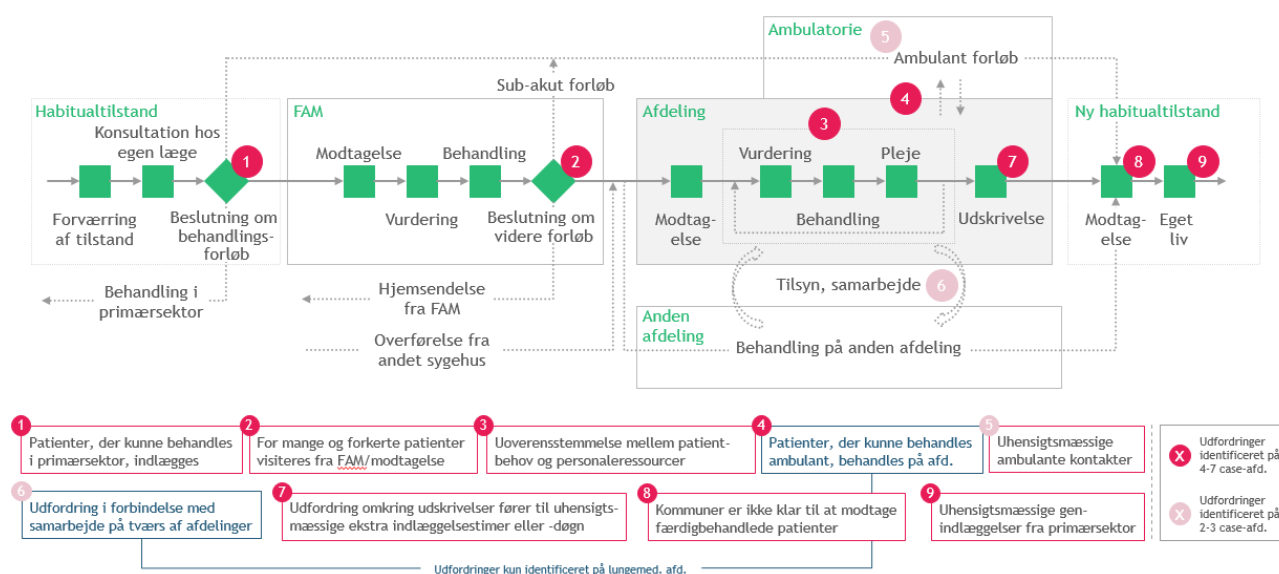 Ambulatorie
5
Ambulant forløb
Sub-akut forløb
4
Habitualtilstand
Konsultation hos
egen læge
1
Forværring
af tilstand
Beslutning om
behandlings-
forløb
Behandling i
primærsektor
FAM
Modtagelse
Behandling
2
Vurdering
Beslutning om
videre forløb
Hjemsendelse
fra FAM
Overførelse fra
andet sygehus
Afdeling
3
Vurdering
Pleje
7
Modtag-
else
Behandling
Udskrivelse
Tilsyn, samarbejde
6
Anden
afdeling
Behandling på anden afdeling
Ny habitualtilstand
8
9
Modtag-
else
Eget
liv
1
Patienter, der kunne behandles
i primærsektor, indlægges
2
For mange og forkerte patienter
visiteres fra FAM/modtagelse
3
Uoverensstemmelse mellem patient-
behov og personaleressourcer
4
Patienter, der kunne behandles
ambulant, behandles på afd.
5
Uhensigtsmæssige
ambulante kontakter
6
Udfordring i forbindelse med
samarbejde på tværs af afdelinger
7
Udfordring omkring udskrivelser fører til uhensigts-
mæssige ekstra indlæggelsestimer eller -døgn
8
Kommuner er ikke klar til at modtage
færdigbehandlede patienter
9
Uhensigtsmæssige gen-
indlæggelser fra primærsektor
Udfordringer kun identificeret på lungemed. afd.
X
Udfordringer
identificeret på
4-7 case-afd.
X
Udfordringer
identificeret på
2-3 case-afd.